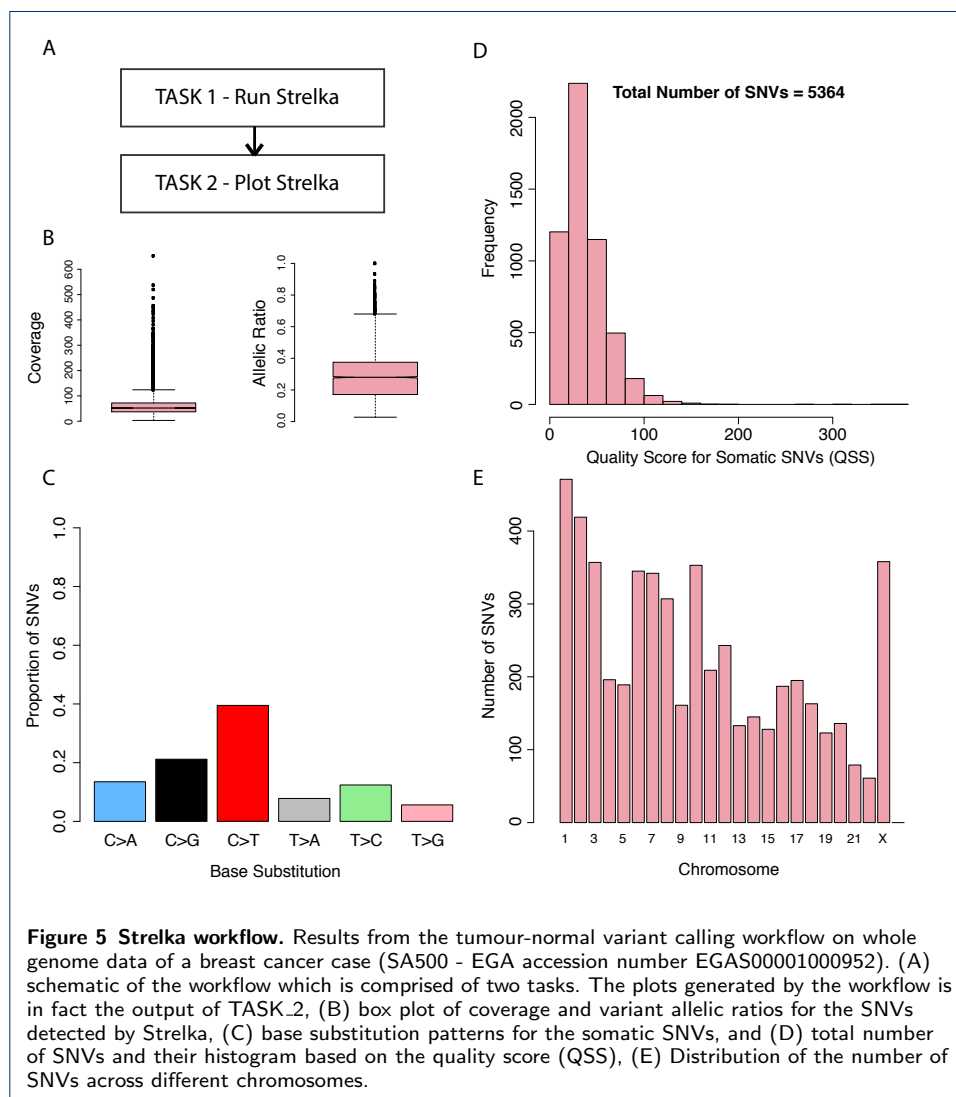 A
TASK 1 - Run Strelka
TASK 2 - Plot Strelka
B
Coverage
0 100 200 300 400 500 600
Allelic Ratio
0.0 0.2 0.4 0.6 0.8 1.0
C
Proportion of SNVs
0.0 0.2 0.4 0.6 0.8 1.0
C>A C>G C>T T>A T>C T>G
Base Substitution
D
Total Number of SNVs = 5364
Frequency
0 500 1000 1500 2000
0 100 200 300
Quality Score for Somatic SNVs (QSS)
E
Number of SNVs
0 100 200 300 400
1 3 5 7 9 11 13 15 17 19 21 X
Chromosome
Figure 5 Strelka workflow. Results from the tumour-normal variant calling workflow on whole
genome data of a breast cancer case (SA500 - EGA accession number EGAS00001000952). (A)
schematic of the workflow which is comprised of two tasks. The plots generated by the workflow is
in fact the output of TASK_2, (B) box plot of coverage and variant allelic ratios for the SNVs
detected by Strelka, (C) base substitution patterns for the somatic SNVs, and (D) total number
of SNVs and their histogram based on the quality score (QSS), (E) Distribution of the number of
SNVs across different chromosomes.